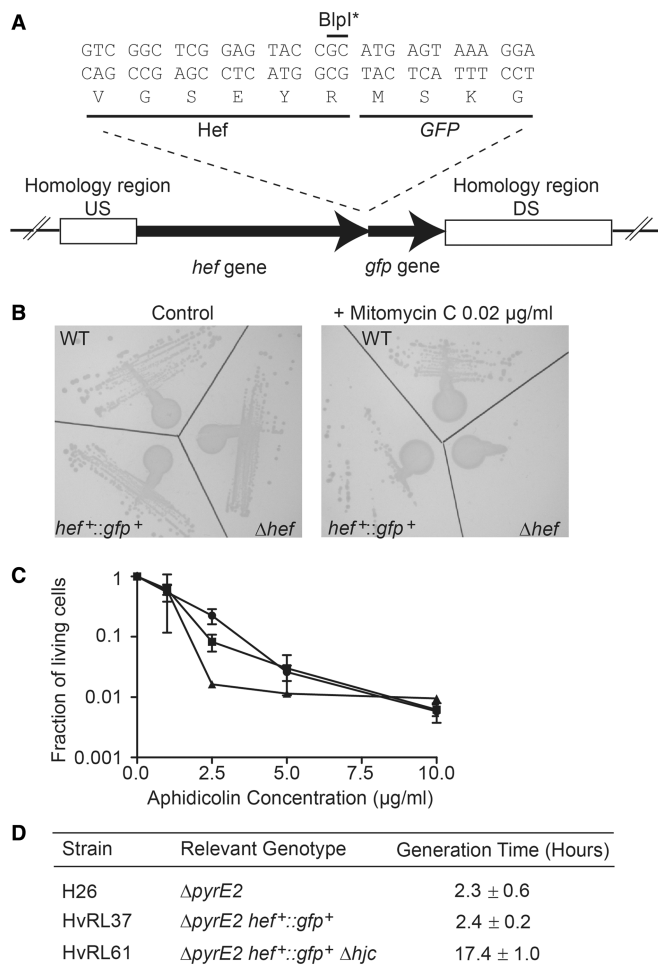 A
BlpI*
GTC GGC TCG GAG TAC CGC ATG AGT AAA GGA
CAG CCG AGC CTC ATG GCG TAC TCA TTT CCT
V G S E Y R M S K G
Hef GFP
Homology region US
Homology region DS
hef gene gfp gene
B
Control + Mitomycin C 0.02 µg/ml
WT WT
hef+::gfp+ Δhef hef+::gfp+ Δhef
C
Fraction of living cells
1
0.1
0.01
0.001
0.0 2.5 5.0 7.5 10.0
Aphidicolin Concentration (µg/ml)
D
Strain Relevant Genotype Generation Time (Hours)
H26 ΔpyrE2 2.3 ± 0.6
HvRL37 ΔpyrE2 hef+::gfp+ 2.4 ± 0.2
HvRL61 ΔpyrE2 hef+::gfp+ Δhjc 17.4 ± 1.0